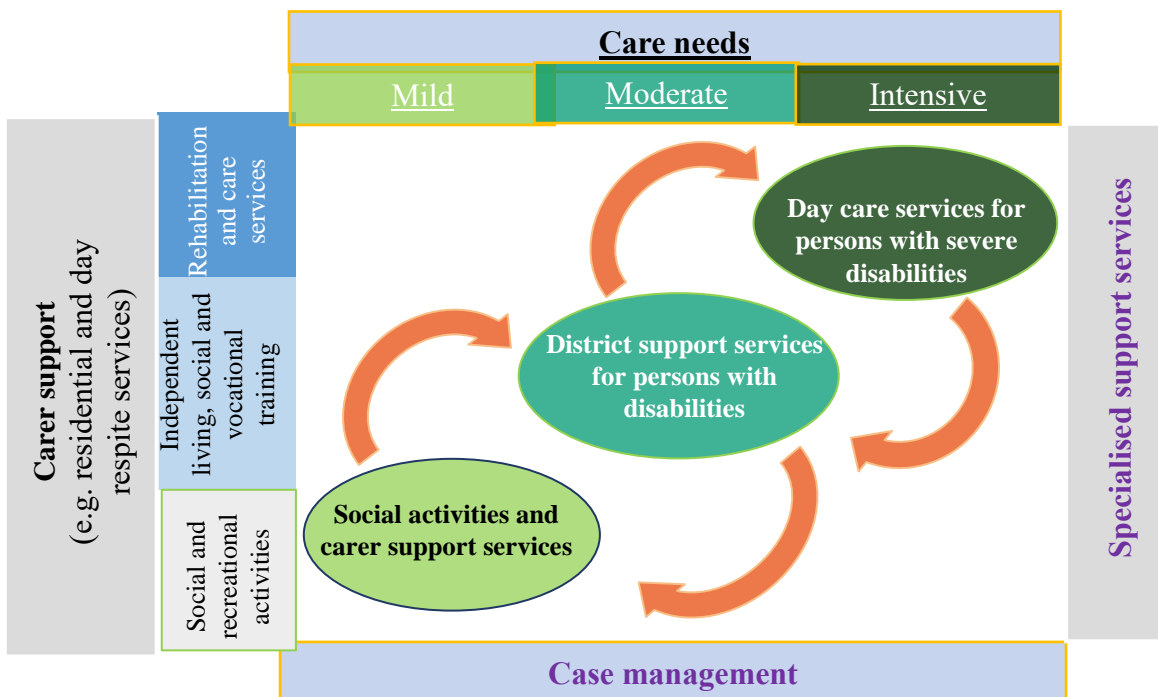 Care needs
Mild
Moderate
Intensive
Carer support
(e.g. residential and day
respite services)
Rehabilitation
and care
services
Independent
living, social and
vocational
training
Social and
recreational
activities
Day care services for
persons with severe
disabilities
District support services
for persons with
disabilities
Social activities and
carer support services
Specialised support services
Case management